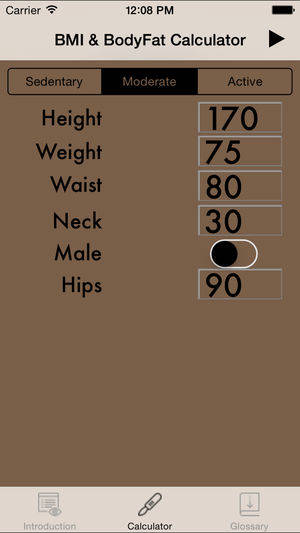 Carrier 12:08 PM
BMI & BodyFat Calculator
Sedentary Moderate Active
Height 170
Weight 75
Waist 80
Neck 30
Male
Hips 90
Introduction Calculator Glossary